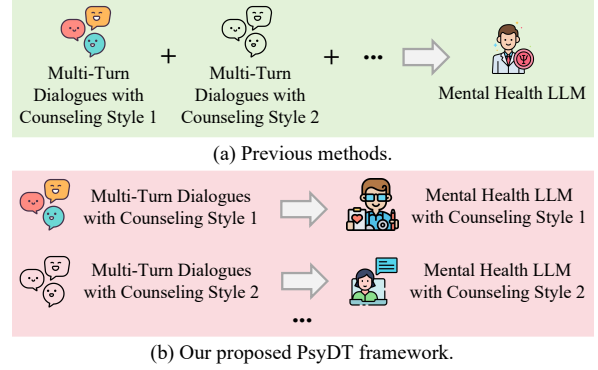 Multi-Turn
Dialogues with
Counseling Style 1
+
Multi-Turn
Dialogues with
Counseling Style 2
+
...
Mental Health LLM
(a) Previous methods.
Multi-Turn Dialogues
with Counseling Style 1
Mental Health LLM
with Counseling Style 1
Multi-Turn Dialogues
with Counseling Style 2
Mental Health LLM
with Counseling Style 2
...
(b) Our proposed PsyDT framework.